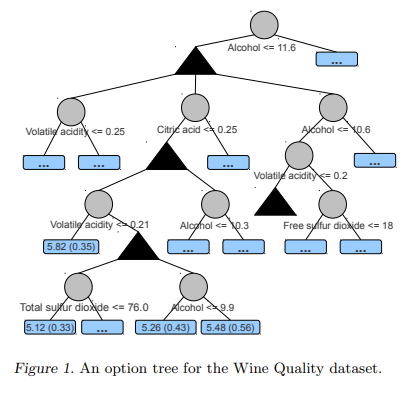 Alcohol <= 11.6
...
Volatile acidity <= 0.25
Citric acid <= 0.25
Alcohol <= 10.6
...
...
...
...
Volatile acidity <= 0.2
Volatile acidity <= 0.21
Alcohol <= 10.3
Free sulfur dioxide <= 18
5.82 (0.35)
...
...
...
...
Total sulfur dioxide <= 76.0
Alcohol <= 9.9
5.12 (0.33)
...
5.26 (0.43)
5.48 (0.56)
Figure 1. An option tree for the Wine Quality dataset.